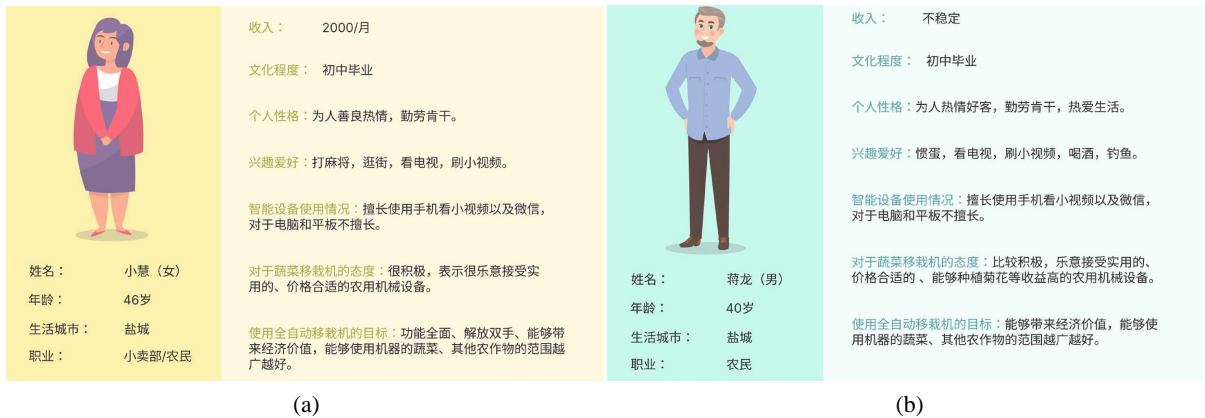 收入： 2000/月
文化程度： 初中毕业
个人性格：为人善良热情，勤劳肯干。
兴趣爱好：打麻将，逛街，看电视，刷小视频。
智能设备使用情况：擅长使用手机看小视频以及微信，
对于电脑和平板不擅长。
对于蔬菜移栽机的态度：很积极，表示很乐意接受实
用的、价格合适的农用机械设备。
使用全自动移栽机的目标：功能全面、解放双手、能够带
来经济价值，能够使用机器的蔬菜、其他农作物的范围越
广越好。
姓名： 小慧（女）
年龄： 46岁
生活城市： 盐城
职业： 小卖部/农民
(a)
收入： 不稳定
文化程度： 初中毕业
个人性格：为人热情好客，勤劳肯干，热爱生活。
兴趣爱好：惯蛋，看电视，刷小视频，喝酒，钓鱼。
智能设备使用情况：擅长使用手机看小视频以及微信，
对于电脑和平板不擅长。
对于蔬菜移栽机的态度：比较积极，乐意接受实用的、
价格合适的 、能够种植菊花等收益高的农用机械设备。
使用全自动移栽机的目标：能够带来经济价值，能够使
用机器的蔬菜、其他农作物的范围越广越好。
姓名： 蒋龙（男）
年龄： 40岁
生活城市： 盐城
职业： 农民
(b)